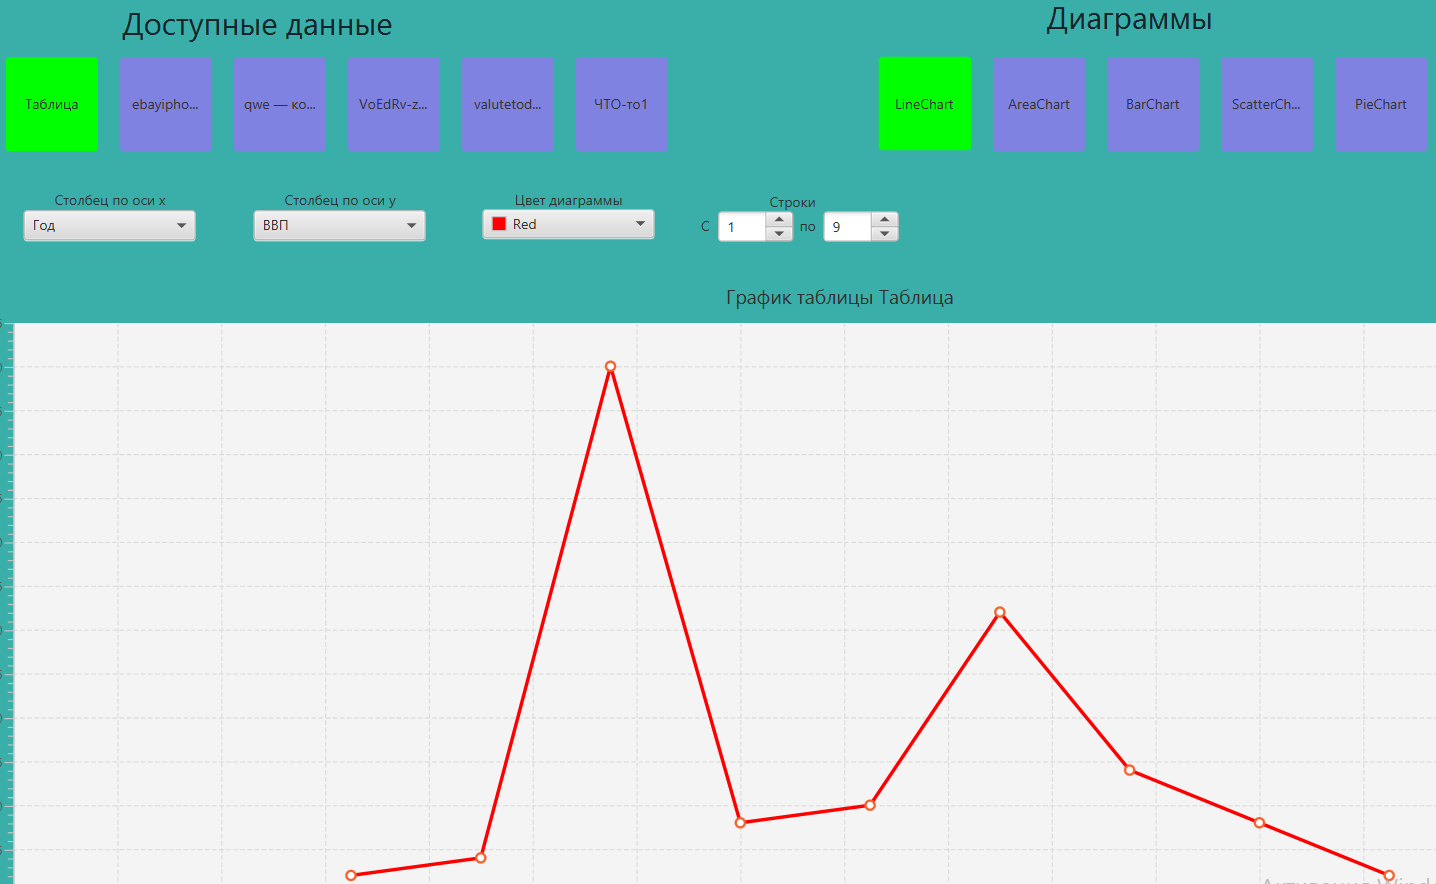 Доступные данные
Диаграммы
Таблица
ebayipho...
qwe — ко...
VoEdRv-z...
valutetod...
ЧТО-то1
LineChart
AreaChart
BarChart
ScatterCh...
PieChart
Столбец по оси x
Столбец по оси y
Цвет диаграммы
Строки
Год
ВВП
Red
С 1 по 9
График таблицы Таблица